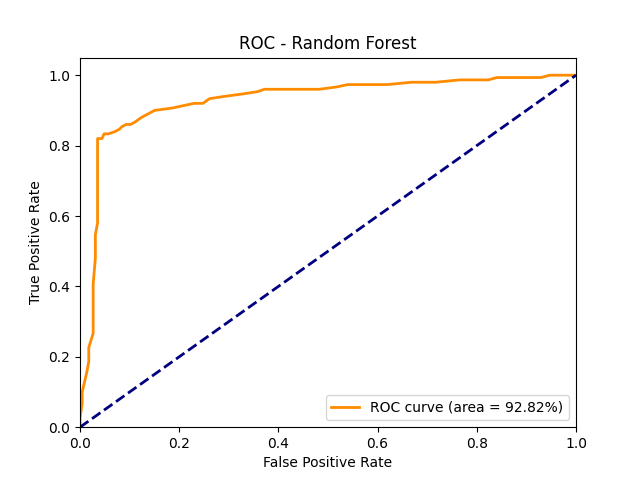 ROC - Random Forest
True Positive Rate
1.0
0.8
0.6
0.4
0.2
0.0
ROC curve (area = 92.82%)
0.0 0.2 0.4 0.6 0.8 1.0
False Positive Rate